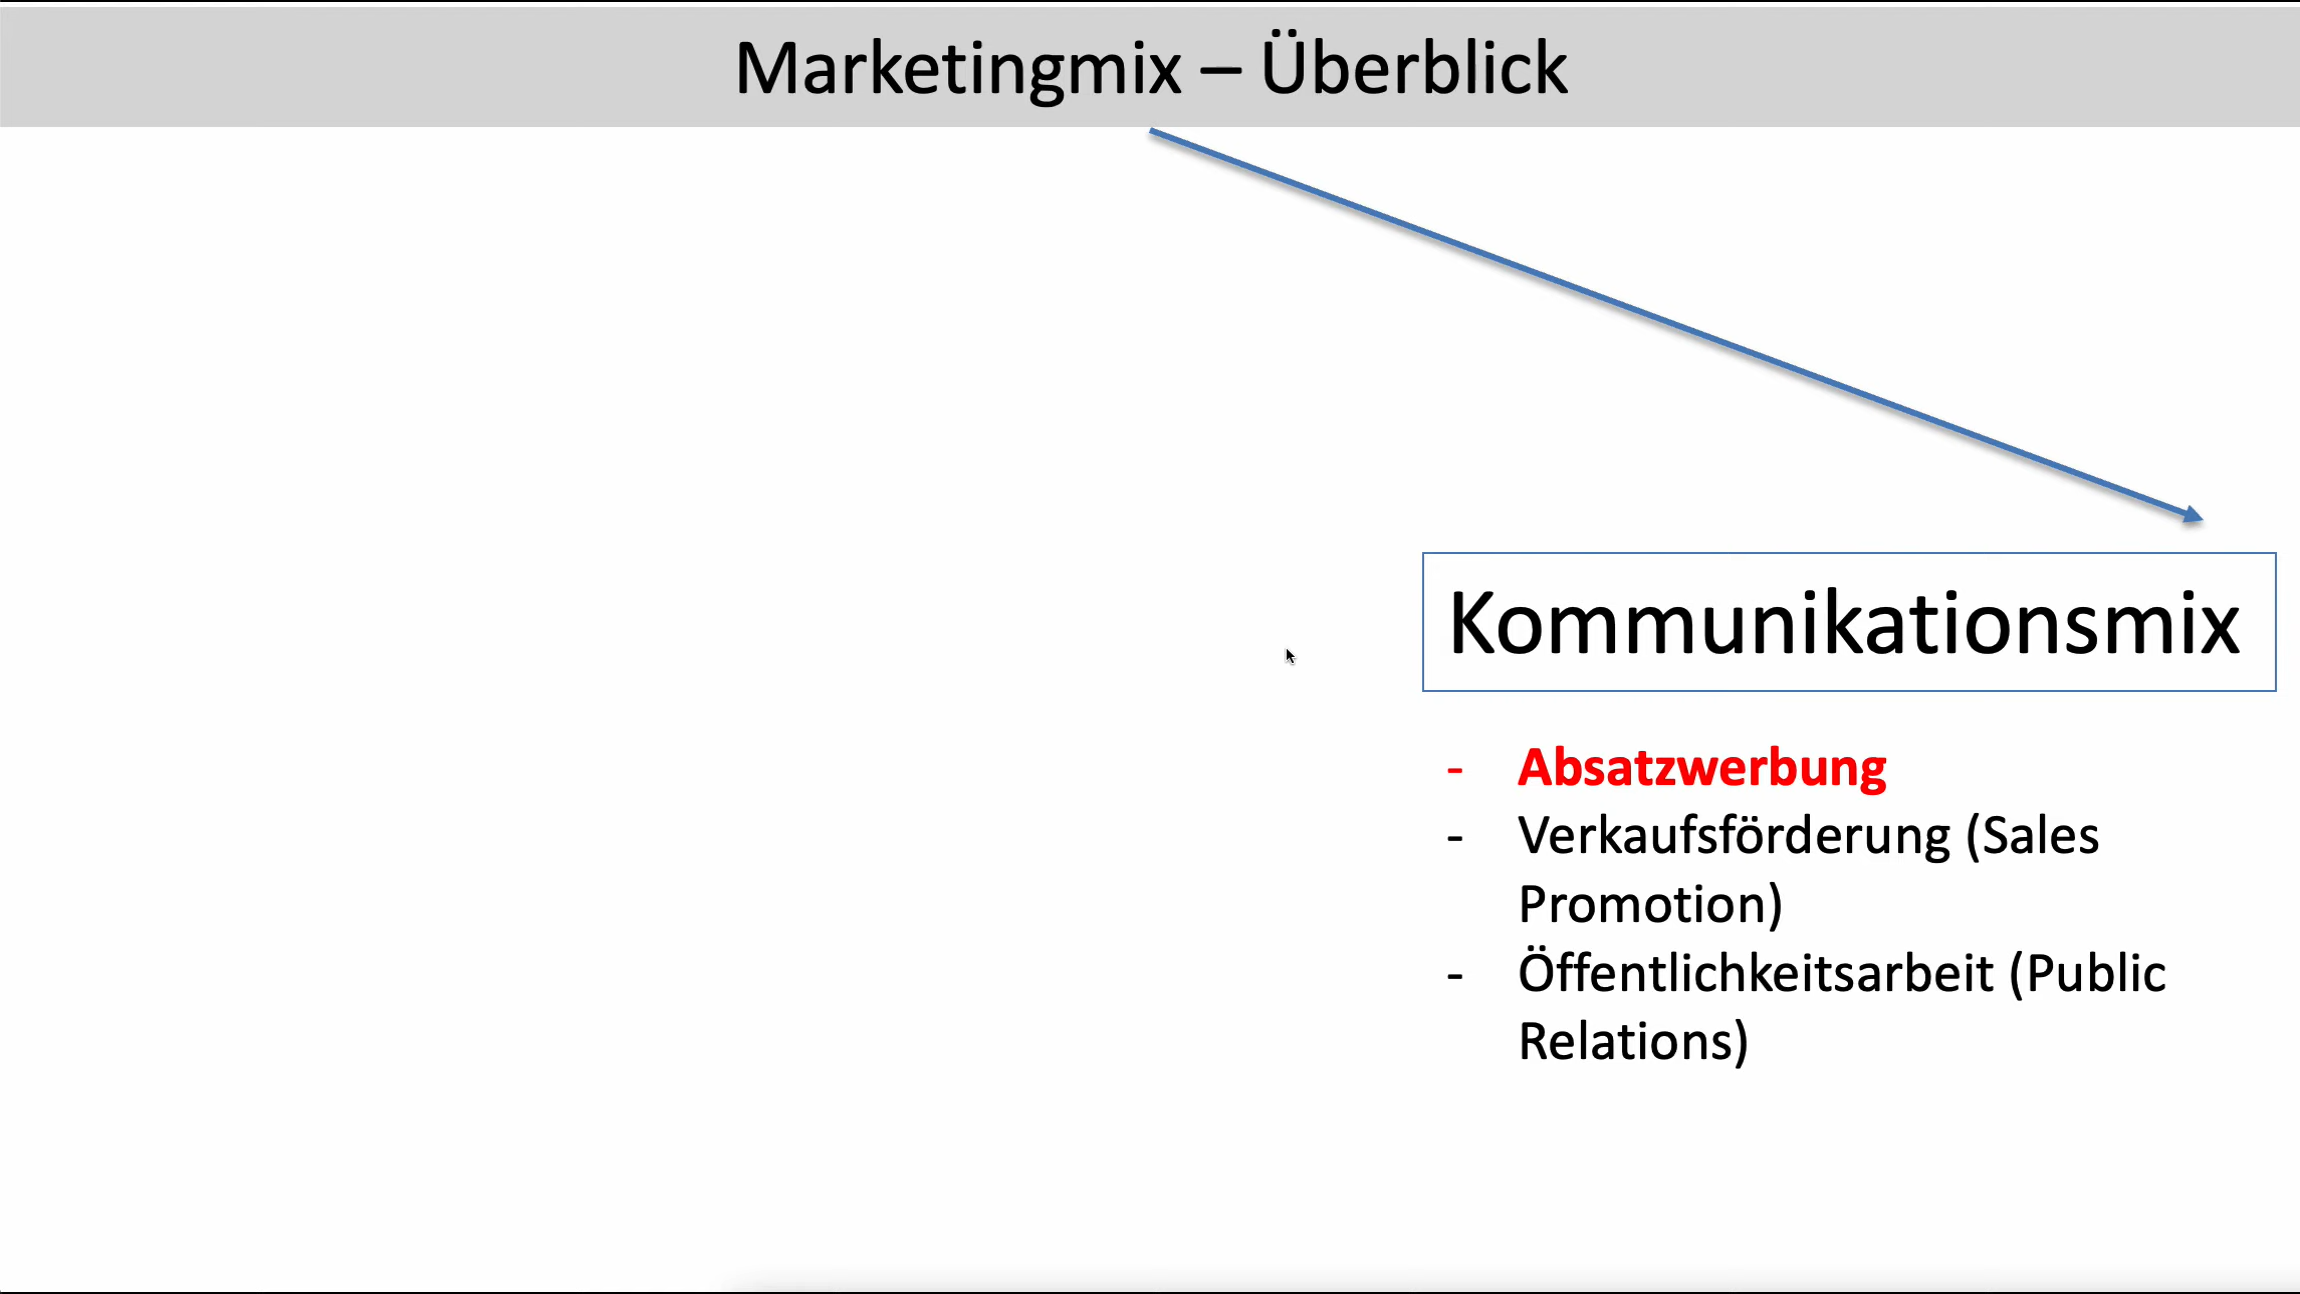 Marketingmix – Überblick
Kommunikationsmix
- Absatzwerbung
- Verkaufsförderung (Sales
Promotion)
- Öffentlichkeitsarbeit (Public
Relations)